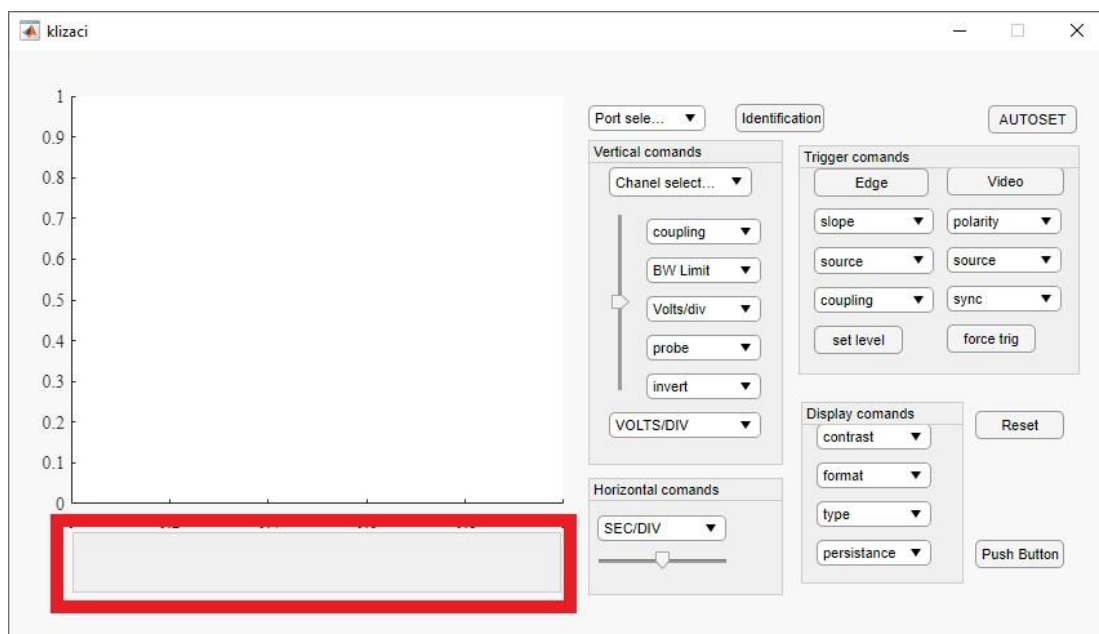 klizaci
1
0.9
0.8
0.7
0.6
0.5
0.4
0.3
0.2
0.1
0
Port sele...
Identification
AUTOSET
Vertical comands
Chanel select...
coupling
BW Limit
Volts/div
probe
invert
VOLTS/DIV
Horizontal comands
SEC/DIV
Trigger comands
Edge
Video
slope
polarity
source
source
coupling
sync
set level
force trig
Display comands
contrast
format
type
persistance
Reset
Push Button